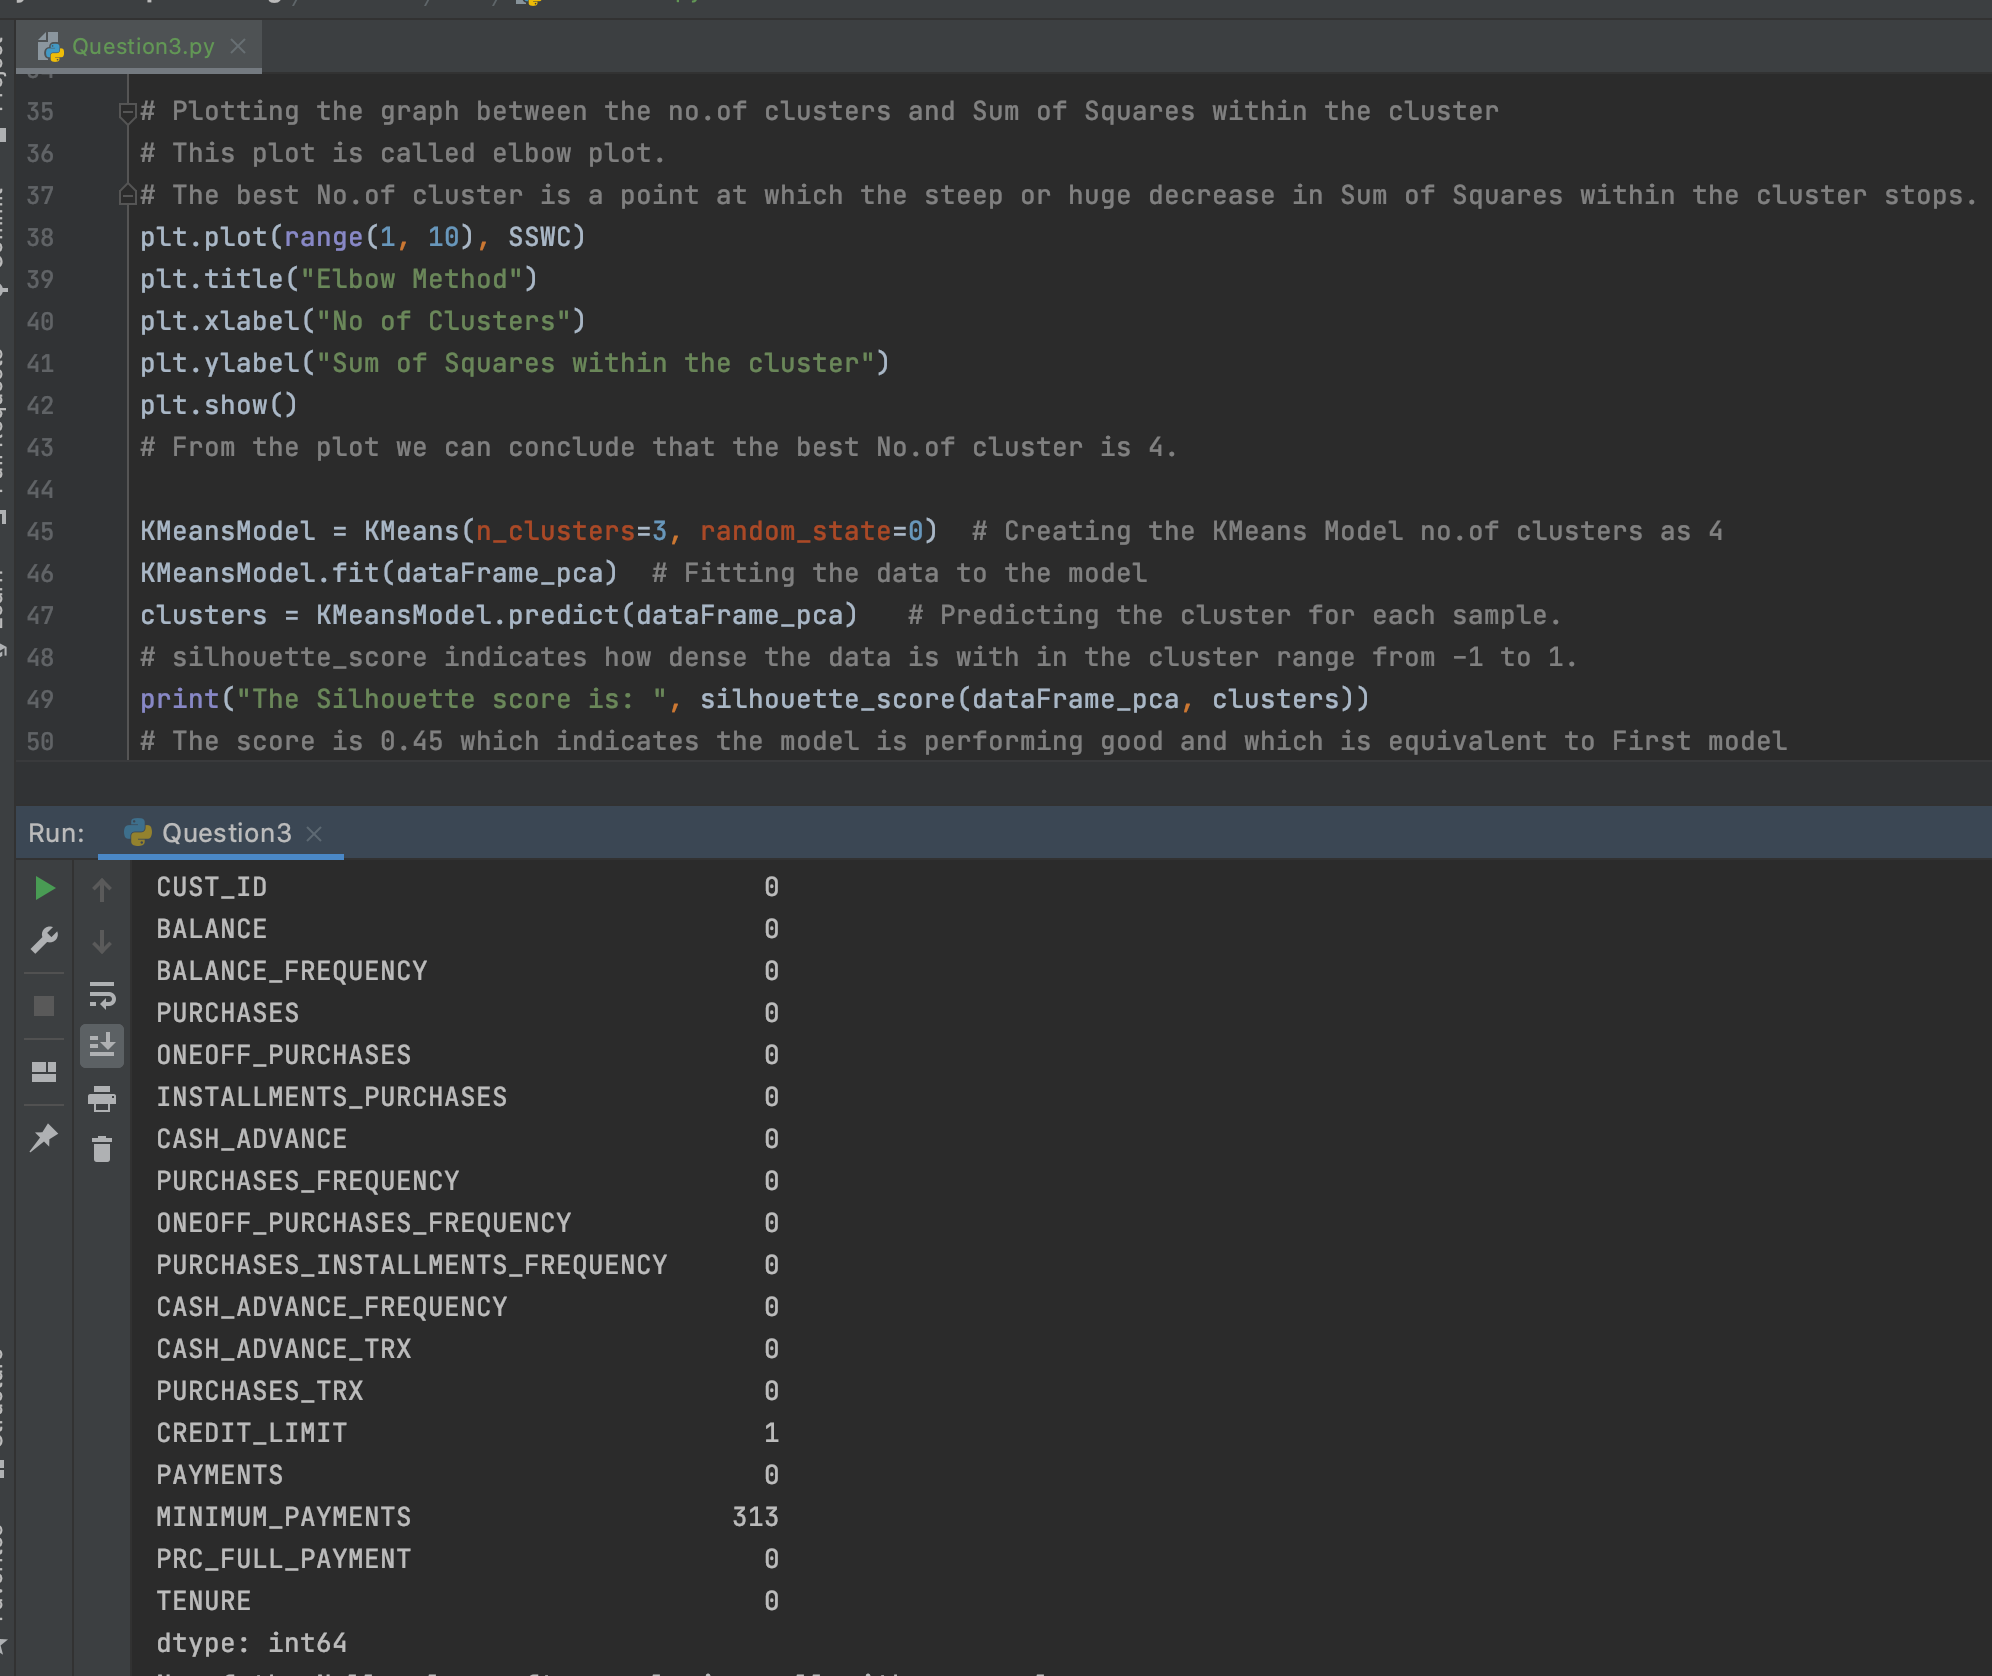 Question3.py
35 # Plotting the graph between the no.of clusters and Sum of Squares within the cluster
36 # This plot is called elbow plot.
37 # The best No.of cluster is a point at which the steep or huge decrease in Sum of Squares within the cluster stops.
38 plt.plot(range(1, 10), SSWC)
39 plt.title("Elbow Method")
40 plt.xlabel("No of Clusters")
41 plt.ylabel("Sum of Squares within the cluster")
42 plt.show()
43 # From the plot we can conclude that the best No.of cluster is 4.
44
45 KMeansModel = KMeans(n_clusters=3, random_state=0)  # Creating the KMeans Model no.of clusters as 4
46 KMeansModel.fit(dataFrame_pca)  # Fitting the data to the model
47 clusters = KMeansModel.predict(dataFrame_pca)   # Predicting the cluster for each sample.
48 # silhouette_score indicates how dense the data is with in the cluster range from -1 to 1.
49 print("The Silhouette score is: ", silhouette_score(dataFrame_pca, clusters))
50 # The score is 0.45 which indicates the model is performing good and which is equivalent to First model
Run: Question3
CUST_ID 0
BALANCE 0
BALANCE_FREQUENCY 0
PURCHASES 0
ONEOFF_PURCHASES 0
INSTALLMENTS_PURCHASES 0
CASH_ADVANCE 0
PURCHASES_FREQUENCY 0
ONEOFF_PURCHASES_FREQUENCY 0
PURCHASES_INSTALLMENTS_FREQUENCY 0
CASH_ADVANCE_FREQUENCY 0
CASH_ADVANCE_TRX 0
PURCHASES_TRX 0
CREDIT_LIMIT 1
PAYMENTS 0
MINIMUM_PAYMENTS 313
PRC_FULL_PAYMENT 0
TENURE 0
dtype: int64